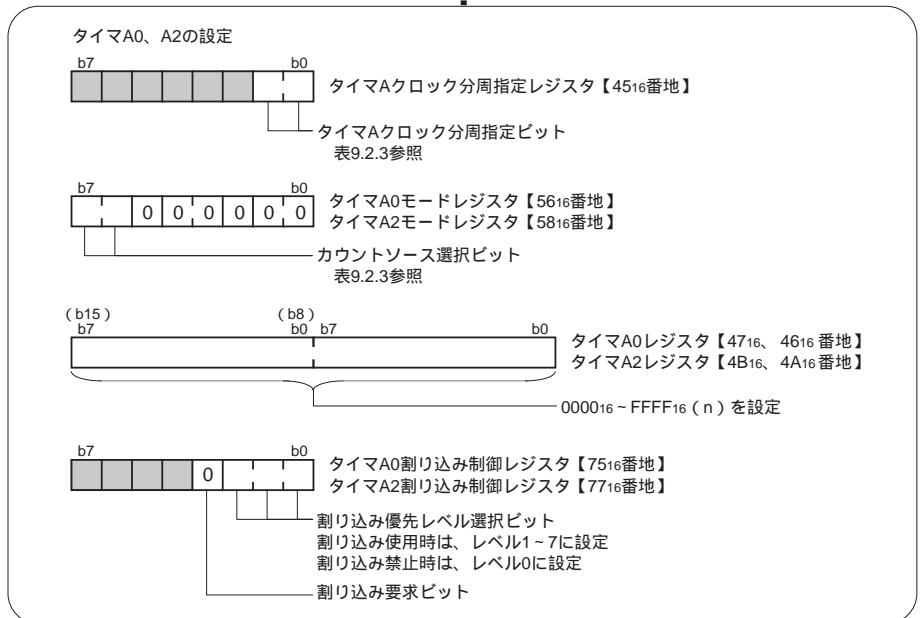 タイマA0、A2の設定
b7 b0
タイマAクロック分周指定レジスタ【4516番地】
タイマAクロック分周指定ビット
表9.2.3参照
b7 b0
0 0 0 0 0 0
タイマA0モードレジスタ【5616番地】
タイマA2モードレジスタ【5816番地】
カウントソース選択ビット
表9.2.3参照
（b15） （b8）
b7 b0 b7 b0
タイマA0レジスタ【4716、4616 番地】
タイマA2レジスタ【4B16、4A16 番地】
000016 ~ FFFF16（n）を設定
b7 b0
0
タイマA0割り込み制御レジスタ【7516番地】
タイマA2割り込み制御レジスタ【7716番地】
割り込み優先レベル選択ビット
割り込み使用時は、レベル1 ~ 7に設定
割り込み禁止時は、レベル0に設定
割り込み要求ビット